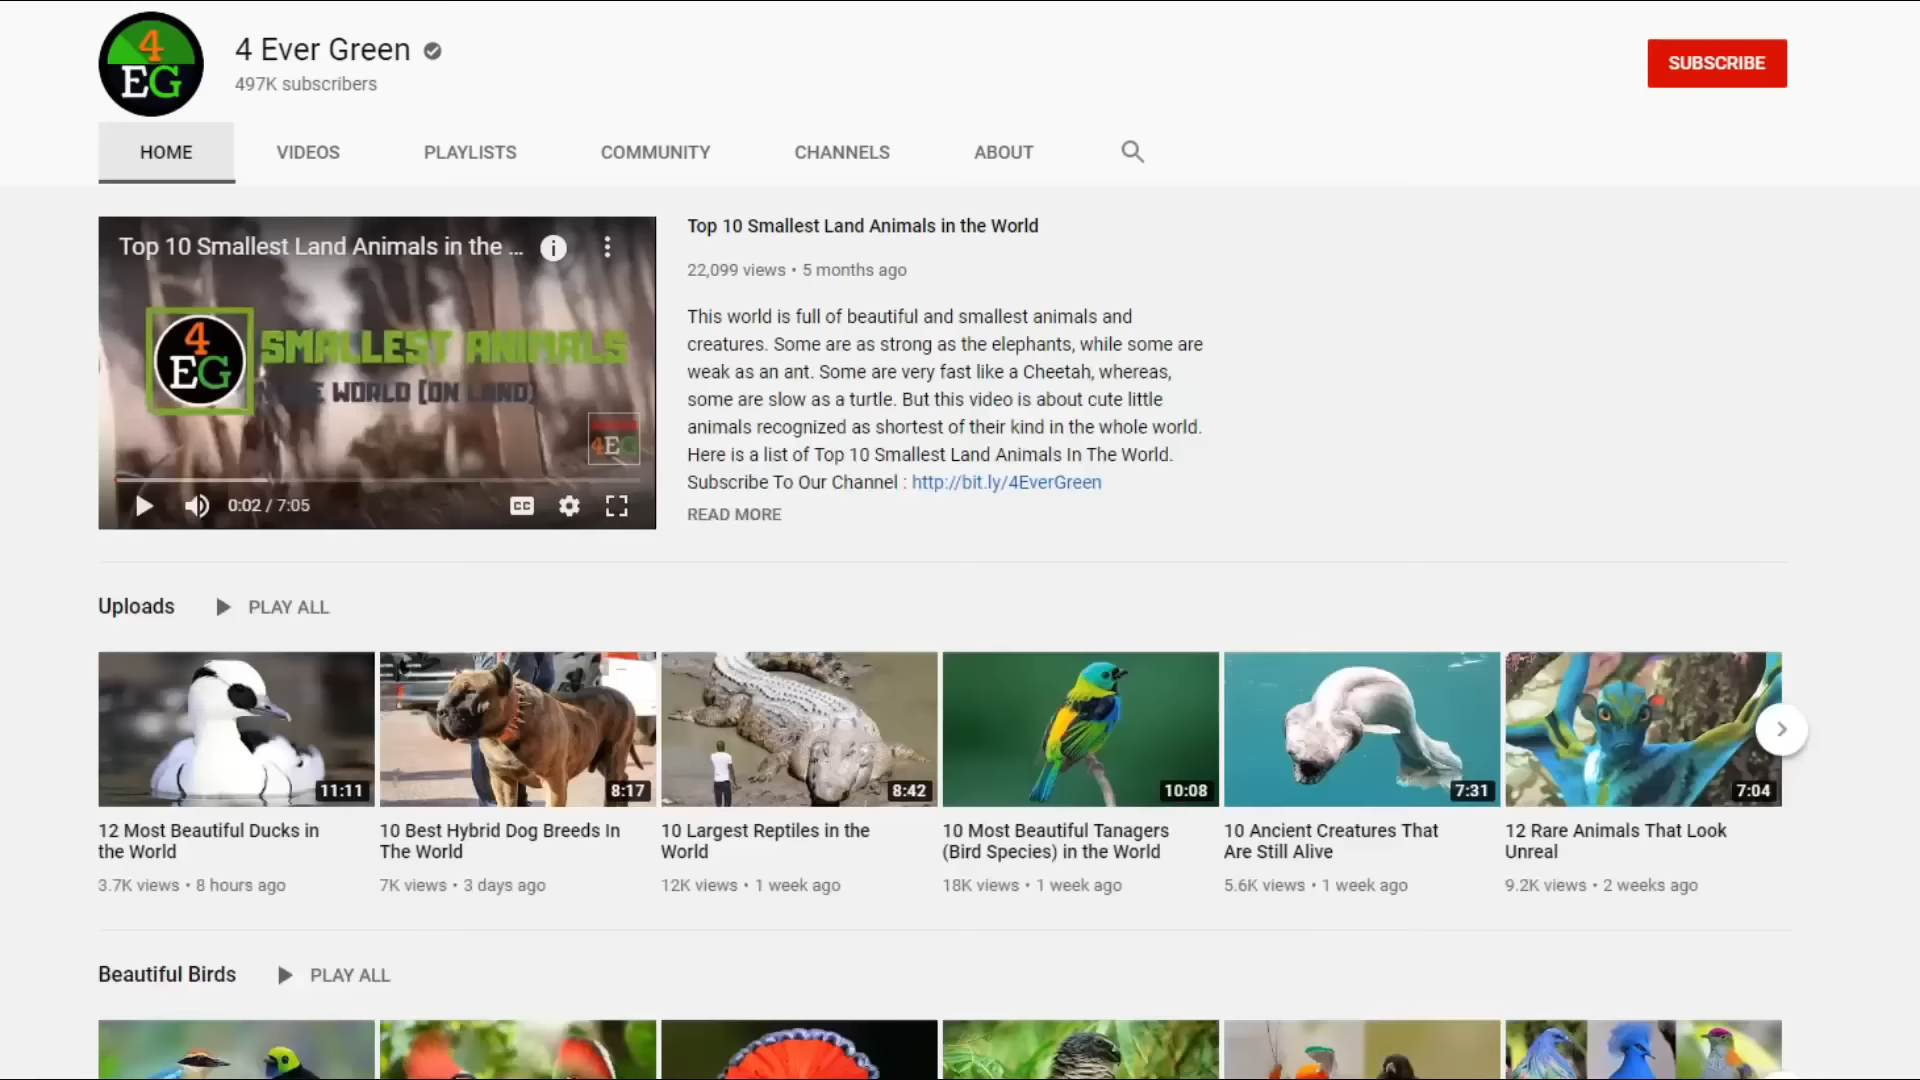 4
EG
4 Ever Green
497K subscribers
SUBSCRIBE
HOME
VIDEOS
PLAYLISTS
COMMUNITY
CHANNELS
ABOUT
Top 10 Smallest Land Animals in the ...
4
EG
SMALLEST ANIMALS
WORLD (ON LAND)
4EG
0:02 / 7:05
CC
Top 10 Smallest Land Animals in the World
22,099 views • 5 months ago
This world is full of beautiful and smallest animals and
creatures. Some are as strong as the elephants, while some are
weak as an ant. Some are very fast like a Cheetah, whereas,
some are slow as a turtle. But this video is about cute little
animals recognized as shortest of their kind in the whole world.
Here is a list of Top 10 Smallest Land Animals In The World.
Subscribe To Our Channel : http://bit.ly/4EverGreen
READ MORE
Uploads
PLAY ALL
11:11
12 Most Beautiful Ducks in
the World
3.7K views • 8 hours ago
8:17
10 Best Hybrid Dog Breeds In
The World
7K views • 3 days ago
8:42
10 Largest Reptiles in the
World
12K views • 1 week ago
10:08
10 Most Beautiful Tanagers
(Bird Species) in the World
18K views • 1 week ago
7:31
10 Ancient Creatures That
Are Still Alive
5.6K views • 1 week ago
7:04
12 Rare Animals That Look
Unreal
9.2K views • 2 weeks ago
Beautiful Birds
PLAY ALL